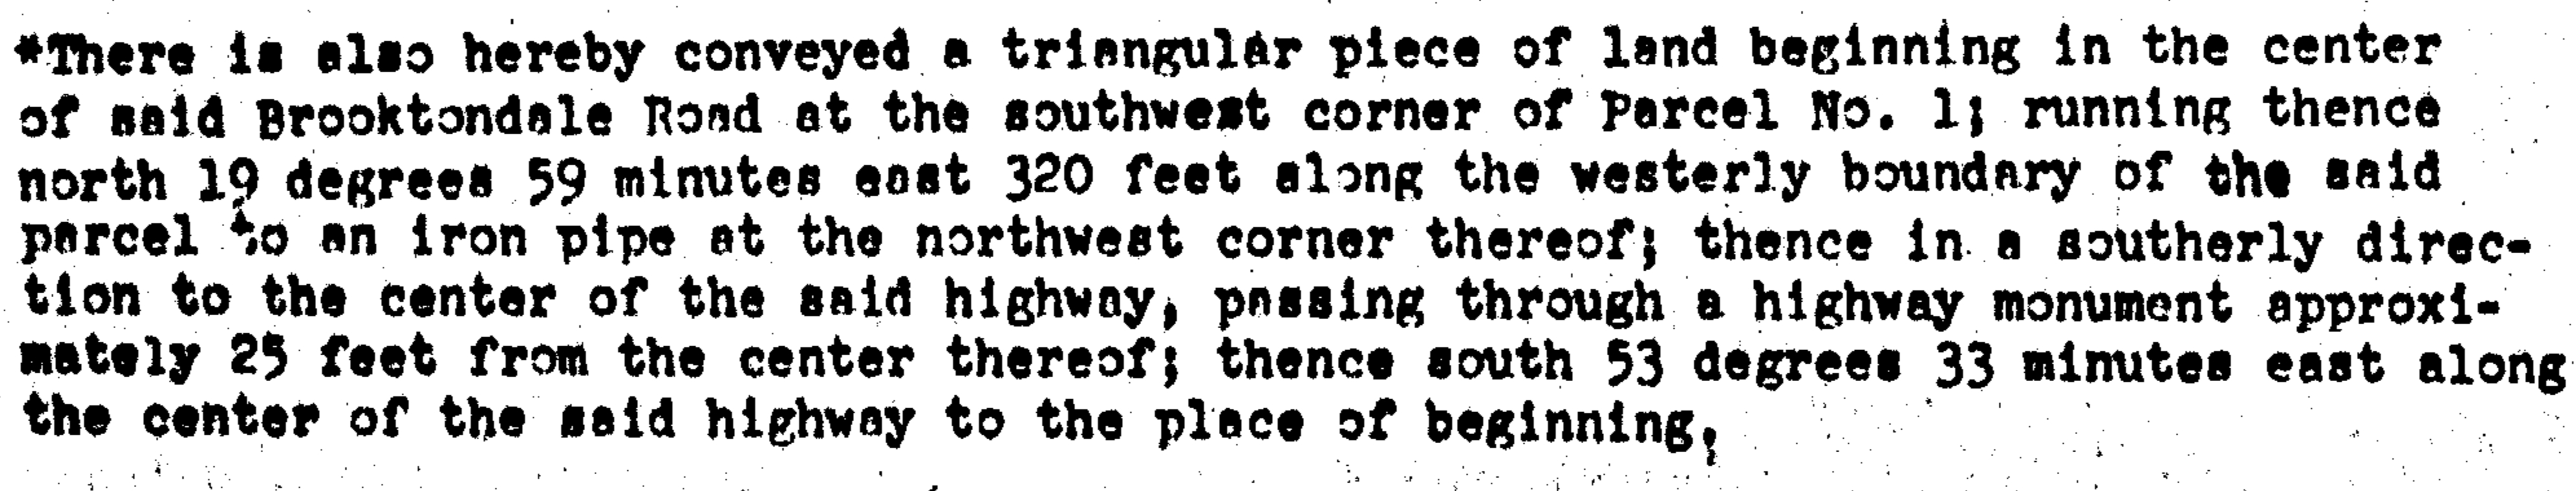 *There is also hereby conveyed a triangular piece of land beginning in the center
of said Brooktondale Road at the southwest corner of Parcel No. 1; running thence
north 19 degrees 59 minutes east 320 feet along the westerly boundary of the said
parcel to an iron pipe at the northwest corner thereof; thence in a southerly direc-
tion to the center of the said highway, passing through a highway monument approxi-
mately 25 feet from the center thereof; thence south 53 degrees 33 minutes east along
the center of the said highway to the place of beginning,